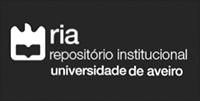 ria
repositório institucional
universidade de aveiro